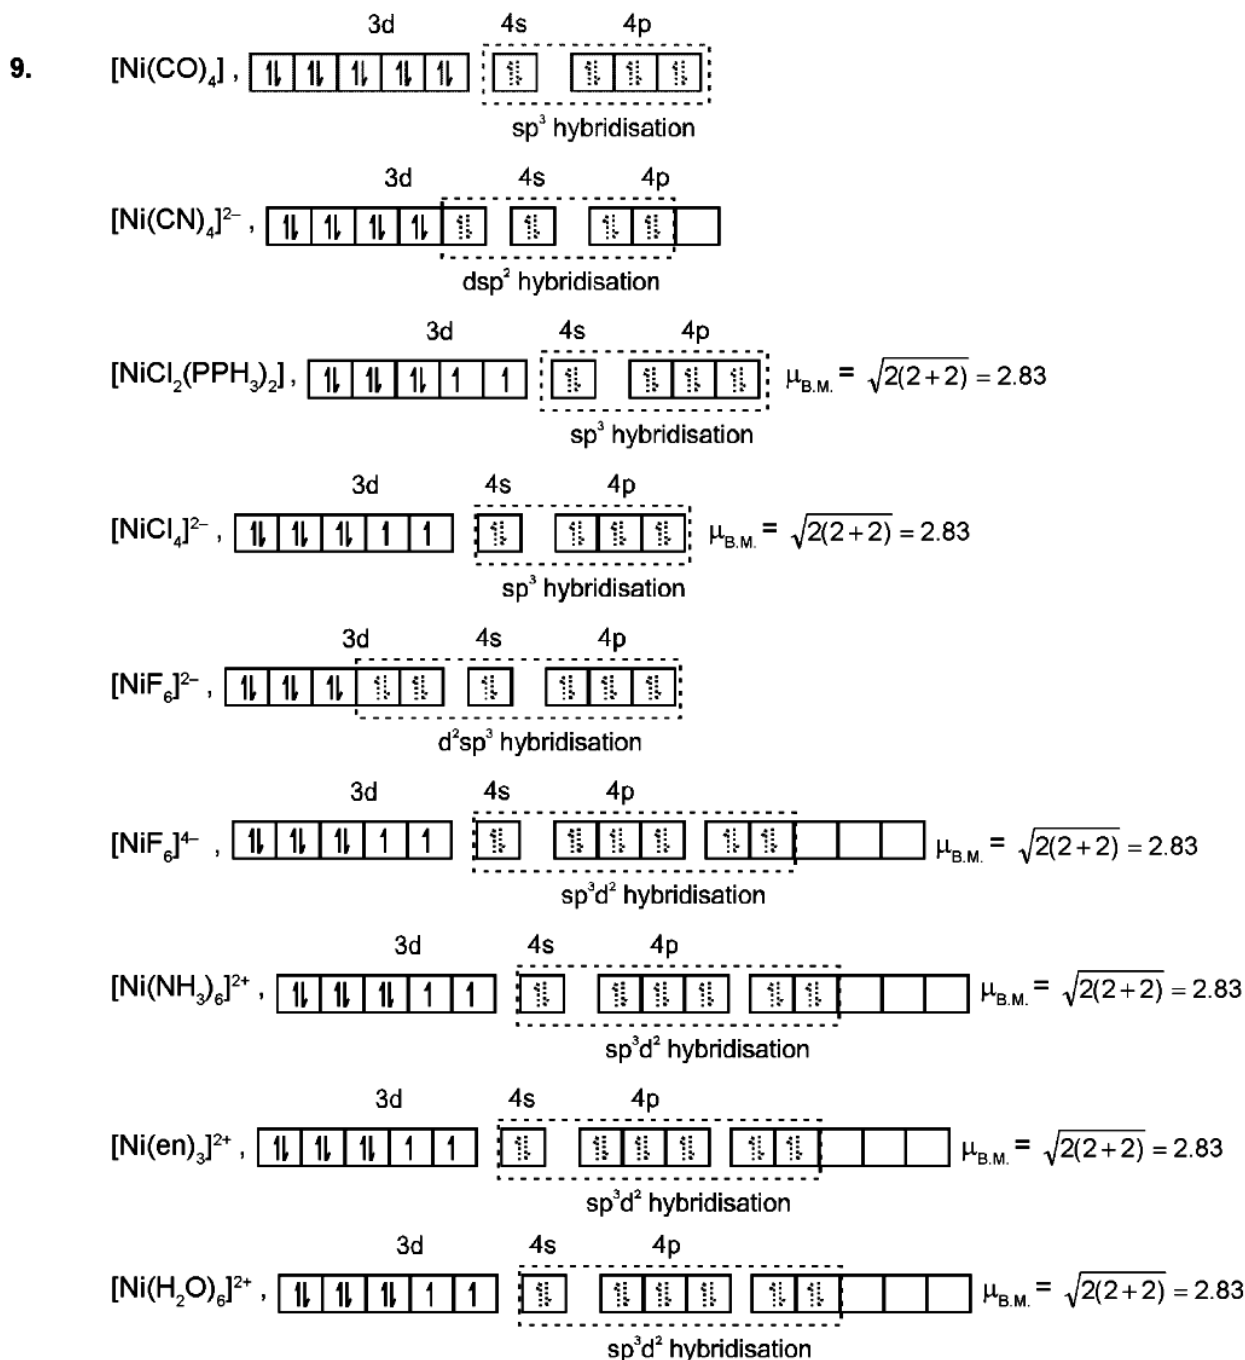 3d 4s 4p
9. [Ni(CO)₄] ,
sp³ hybridisation
3d 4s 4p
[Ni(CN)₄]²⁻ ,
dsp² hybridisation
3d 4s 4p
[NiCl₂(PPH₃)₂] , μB.M. = √2(2+2) = 2.83
sp³ hybridisation
3d 4s 4p
[NiCl₄]²⁻ , μB.M. = √2(2+2) = 2.83
sp³ hybridisation
3d 4s 4p
[NiF₆]²⁻ ,
d²sp³ hybridisation
3d 4s 4p
[NiF₆]⁴⁻ , μB.M. = √2(2+2) = 2.83
sp³d² hybridisation
3d 4s 4p
[Ni(NH₃)₆]²⁺ , μB.M. = √2(2+2) = 2.83
sp³d² hybridisation
3d 4s 4p
[Ni(en)₃]²⁺ , μB.M. = √2(2+2) = 2.83
sp³d² hybridisation
3d 4s 4p
[Ni(H₂O)₆]²⁺ , μB.M. = √2(2+2) = 2.83
sp³d² hybridisation